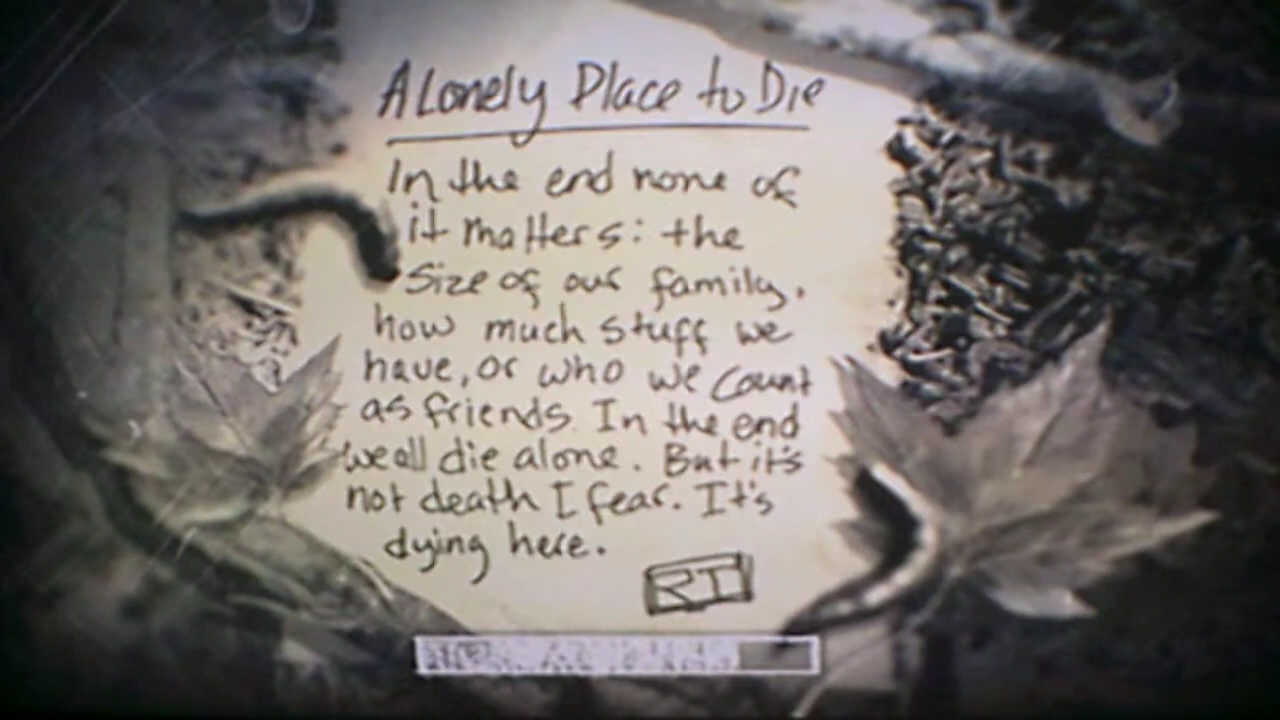 A Lonely Place to Die
In the end none of
it matters: the
size of our family,
how much stuff we
have, or who we count
as friends. In the end
we all die alone. But it's
not death I fear. It's
dying here.
RT